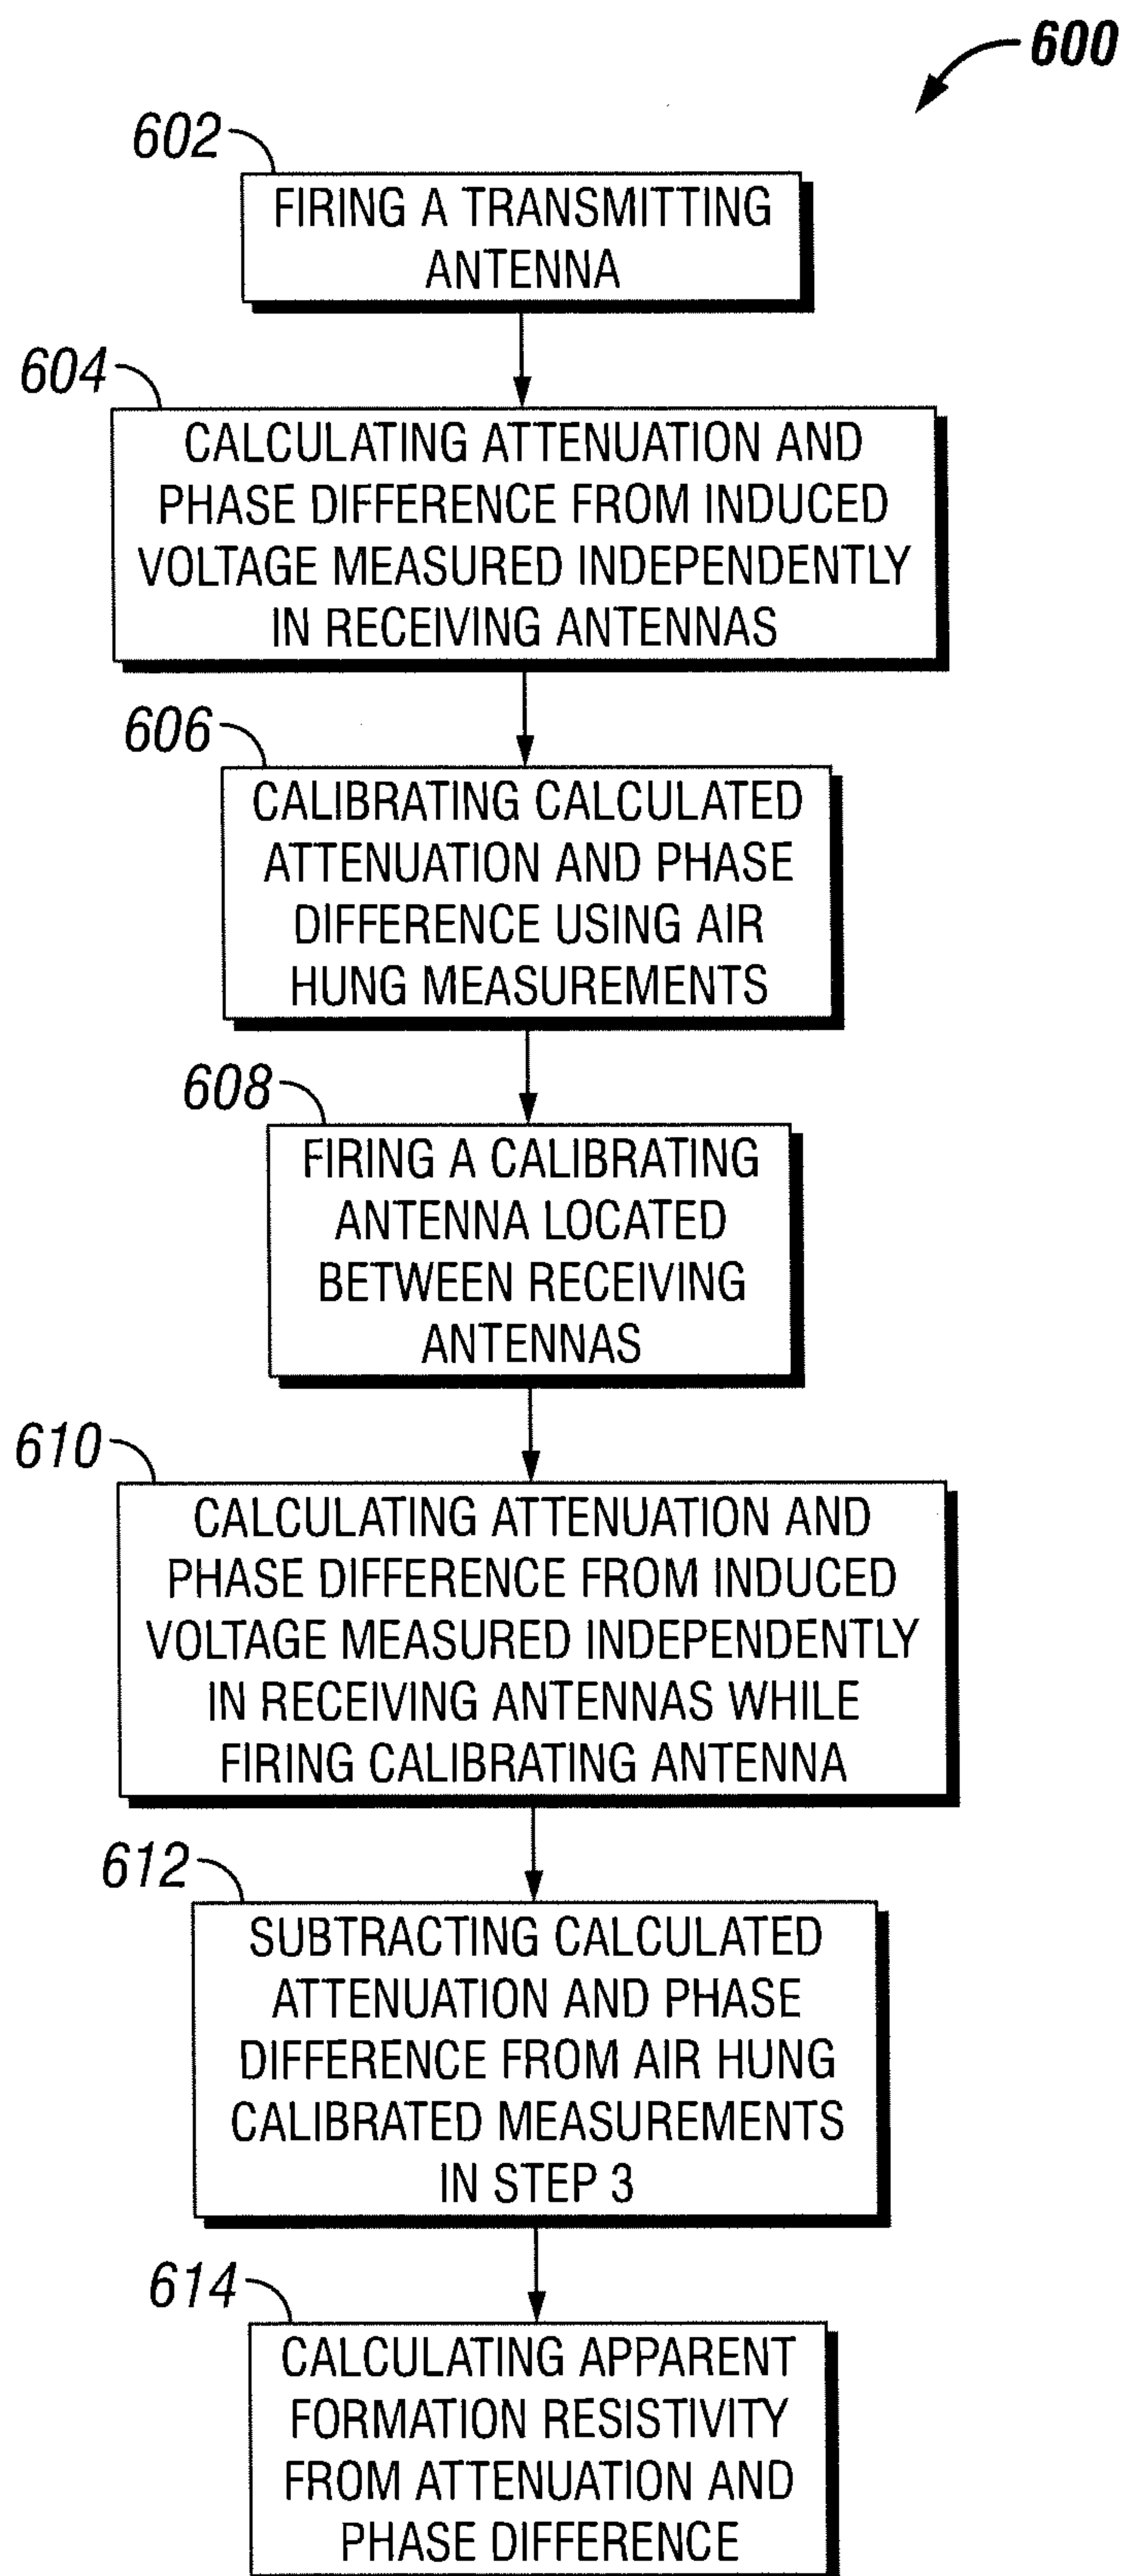 600
602
FIRING A TRANSMITTING
ANTENNA
604
CALCULATING ATTENUATION AND
PHASE DIFFERENCE FROM INDUCED
VOLTAGE MEASURED INDEPENDENTLY
IN RECEIVING ANTENNAS
606
CALIBRATING CALCULATED
ATTENUATION AND PHASE
DIFFERENCE USING AIR
HUNG MEASUREMENTS
608
FIRING A CALIBRATING
ANTENNA LOCATED
BETWEEN RECEIVING
ANTENNAS
610
CALCULATING ATTENUATION AND
PHASE DIFFERENCE FROM INDUCED
VOLTAGE MEASURED INDEPENDENTLY
IN RECEIVING ANTENNAS WHILE
FIRING CALIBRATING ANTENNA
612
SUBTRACTING CALCULATED
ATTENUATION AND PHASE
DIFFERENCE FROM AIR HUNG
CALIBRATED MEASUREMENTS
IN STEP 3
614
CALCULATING APPARENT
FORMATION RESISTIVITY
FROM ATTENUATION AND
PHASE DIFFERENCE